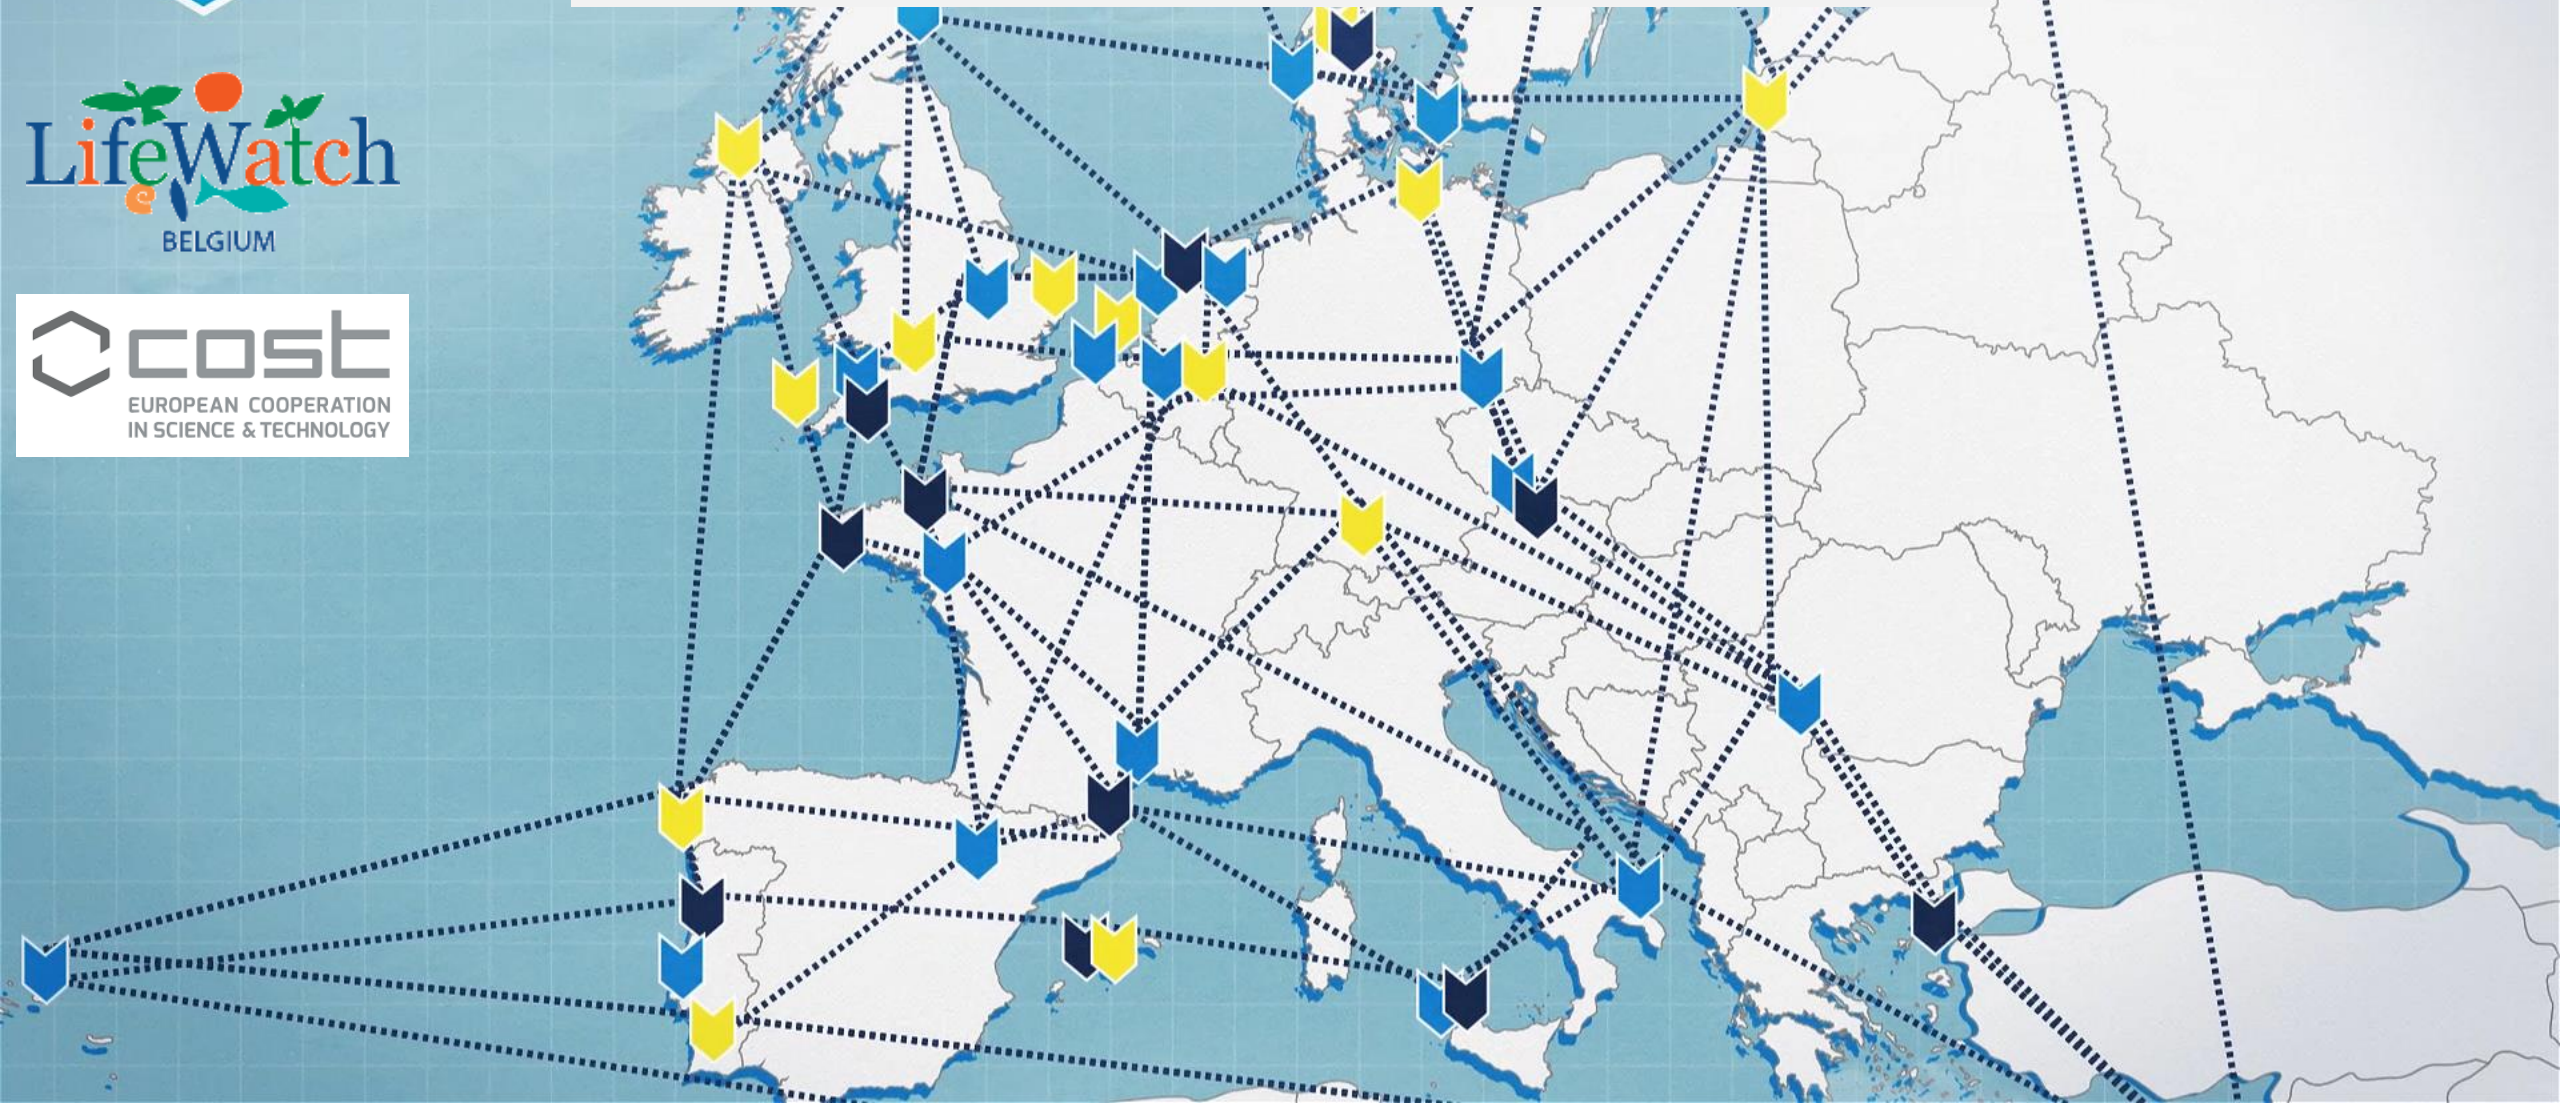 LifeWatch
BELGIUM
cost
EUROPEAN COOPERATION
IN SCIENCE & TECHNOLOGY